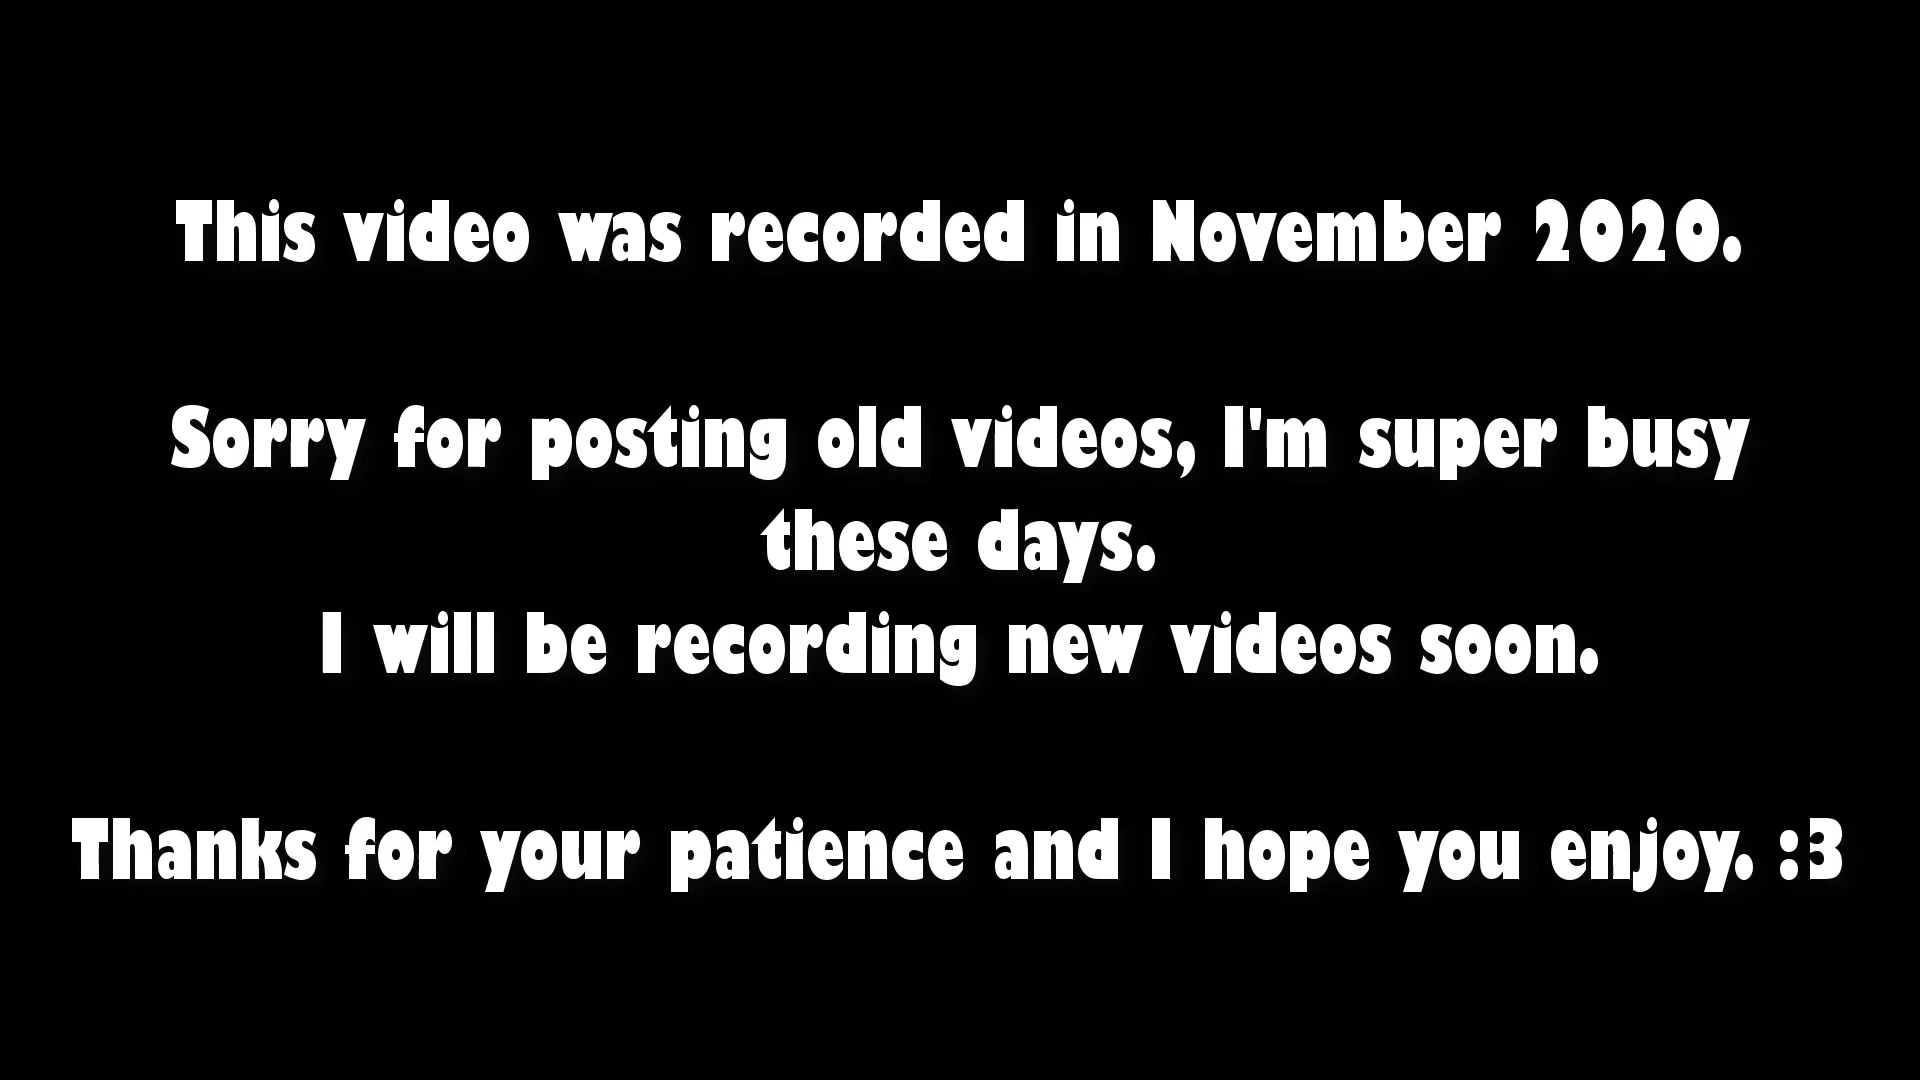 This video was recorded in November 2020.
Sorry for posting old videos, I'm super busy
these days.
I will be recording new videos soon.
Thanks for your patience and I hope you enjoy. :3